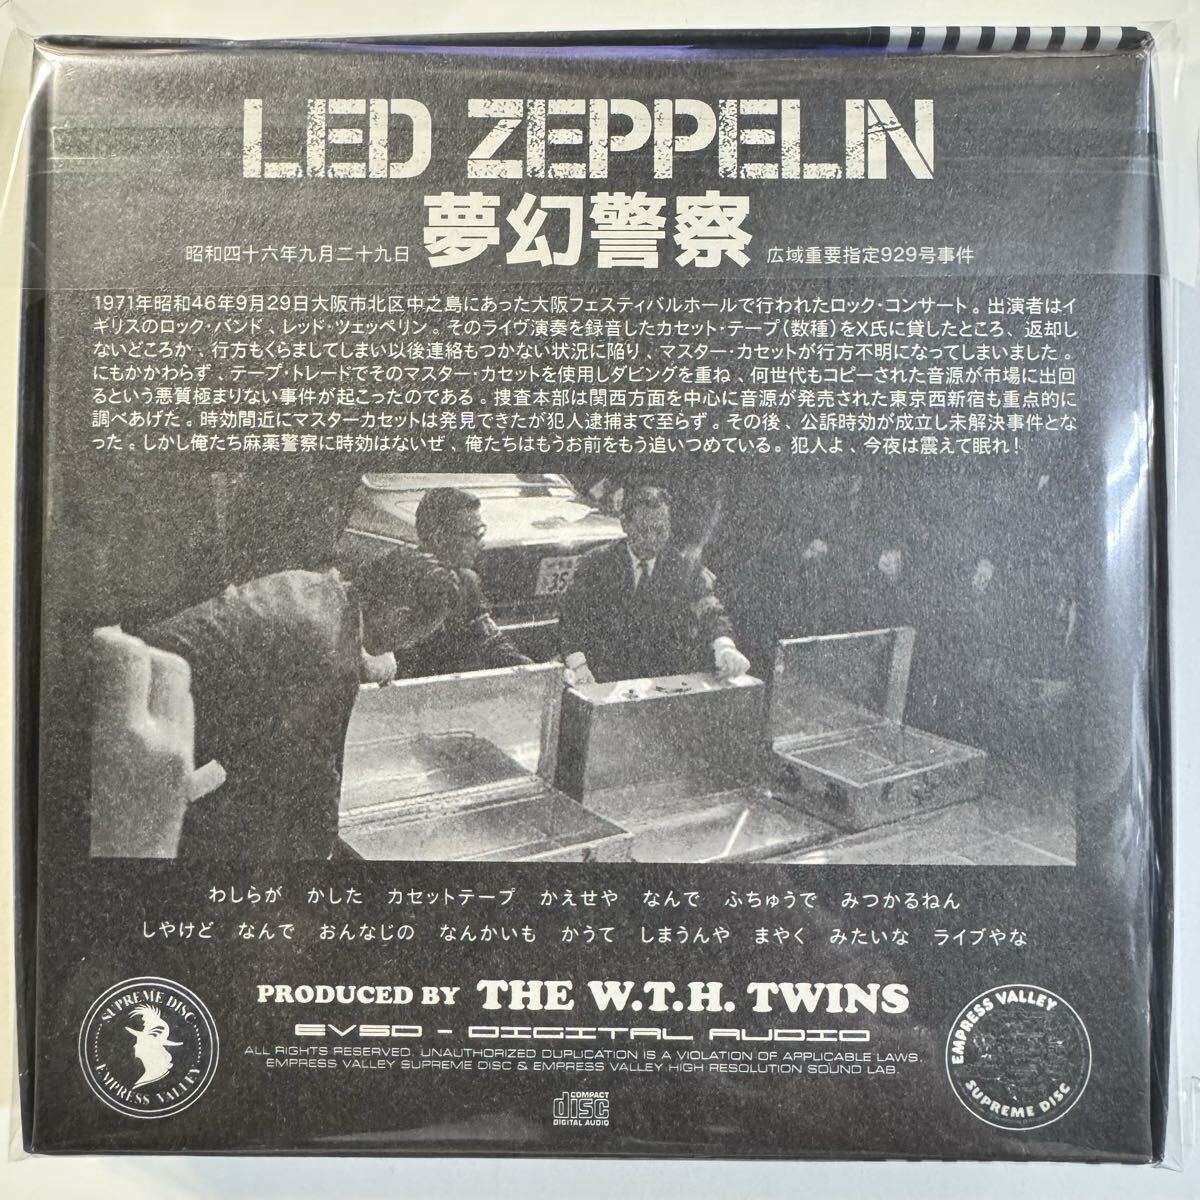 LED ZEPPELIN
昭和四十六年九月二十九日 夢幻警察 広域重要指定929号事件
1971年昭和46年9月29日大阪市北区中之島にあった大阪フェスティバルホールで行われたロック・コンサート。出演者はイ
ギリスのロック・バンド、レッド・ツェッペリン。そのライヴ演奏を録音したカセット・テープ(数種)をX氏に貸したところ、返却し
ないどころか、行方もくらましてしまい以後連絡もつかない状況に陥り、マスター・カセットが行方不明になってしまいました。
にもかかわらず、テープ・トレードでそのマスター・カセットを使用しダビングを重ね、何世代もコピーされた音源が市場に出回
るという悪質極まりない事件が起こったのである。捜査本部は関西方面を中心に音源が発売された東京西新宿も重点的に
調べあげた。時効間近にマスターカセットは発見できたが犯人逮捕まで至らず。その後、公訴時効が成立し未解決事件とな
った。しかし俺たち麻薬警察に時効はないぜ、俺たちはもうお前をもう追いつめている。犯人よ、今夜は震えて眠れ!
35
わしらが かした カセットテープ かえせや なんで ふちゅうで みつかるねん
しやけど なんで おんなじの なんかいも かうて しまうんや まやく みたいな ライブやな
PRODUCED BY THE W.T.H. TWINS
EVSD - DIGITAL AUDIO
ALL RIGHTS RESERVED. UNAUTHORIZED DUPLICATION IS A VIOLATION OF APPLICABLE LAWS.
EMPRESS VALLEY SUPREME DISC & EMPRESS VALLEY HIGH RESOLUTION SOUND LAB.
SUPREME DISC
EMPRESS VALLEY
EMPRESS VALLEY
SUPREME DISC
COMPACT
disc
DIGITAL AUDIO